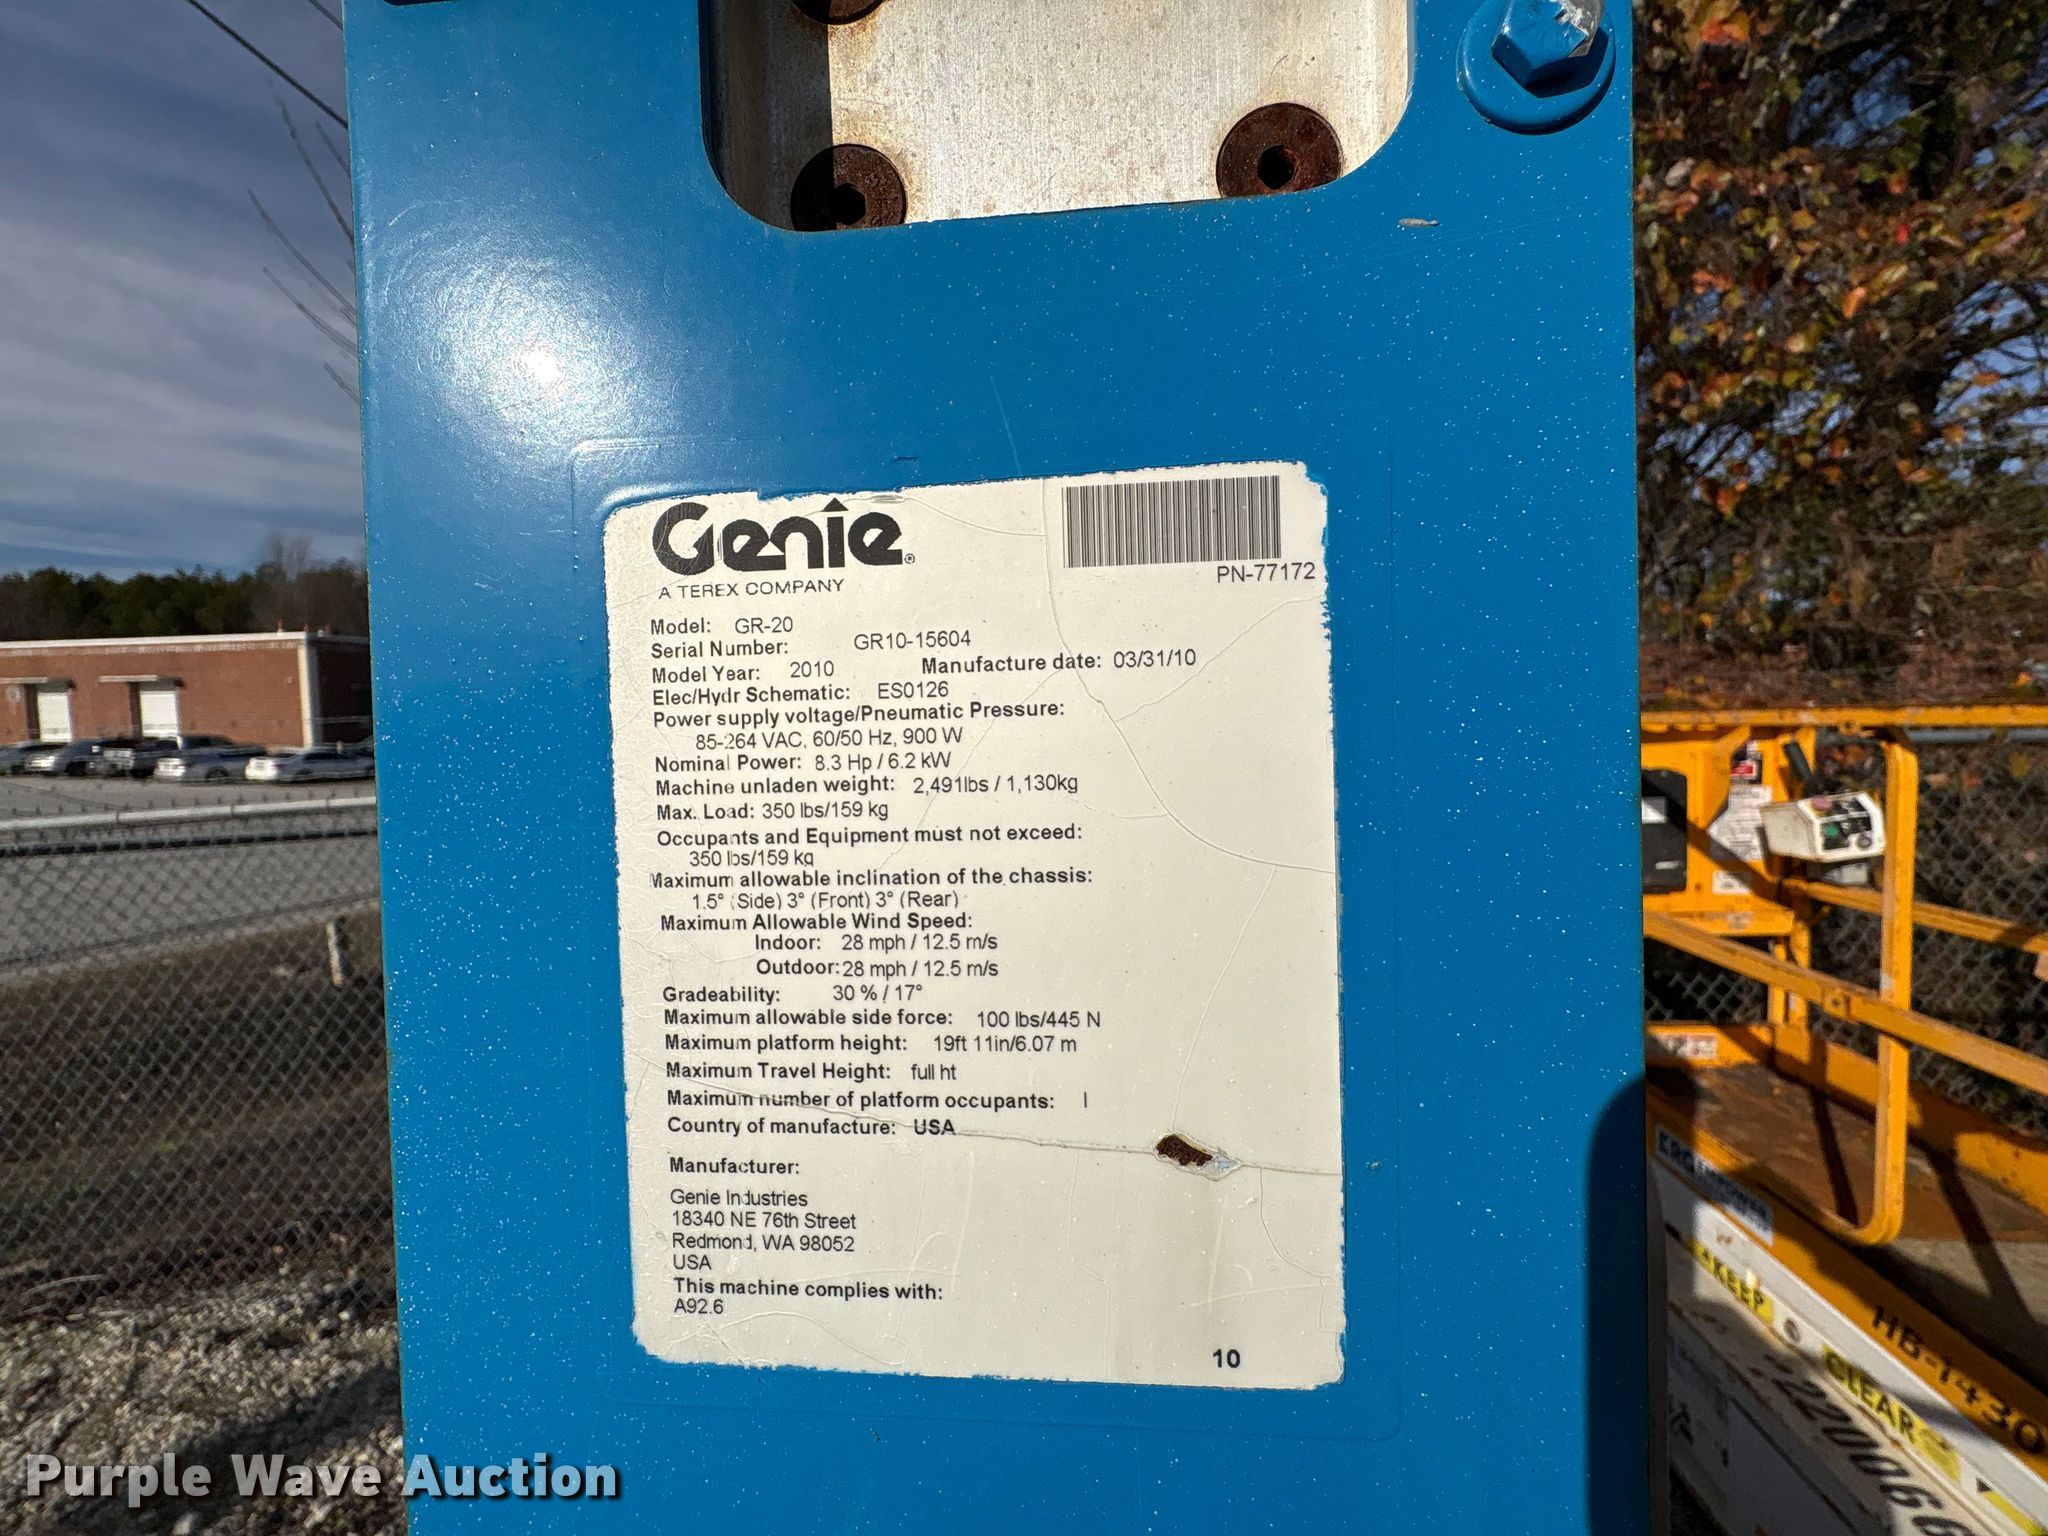 Genie®
A TEREX COMPANY
PN-77172
Model: GR-20
Serial Number: GR10-15604
Model Year: 2010 Manufacture date: 03/31/10
Elec/Hydr Schematic: ES0126
Power supply voltage/Pneumatic Pressure:
85-264 VAC, 60/50 Hz, 900 W
Nominal Power: 8.3 Hp / 6.2 kW
Machine unladen weight: 2,491lbs / 1,130kg
Max. Load: 350 lbs/159 kg
Occupants and Equipment must not exceed:
350 lbs/159 kg
Maximum allowable inclination of the chassis:
1.5° (Side) 3° (Front) 3° (Rear)
Maximum Allowable Wind Speed:
Indoor: 28 mph / 12.5 m/s
Outdoor: 28 mph / 12.5 m/s
Gradeability: 30 % / 17°
Maximum allowable side force: 100 lbs/445 N
Maximum platform height: 19ft 11in/6.07 m
Maximum Travel Height: full ht
Maximum number of platform occupants: 1
Country of manufacture: USA
Manufacturer:
Genie Industries
18340 NE 76th Street
Redmond, WA 98052
USA
This machine complies with:
A92.6
10
KEEP
CLEAR
HB-1430
Purple Wave Auction